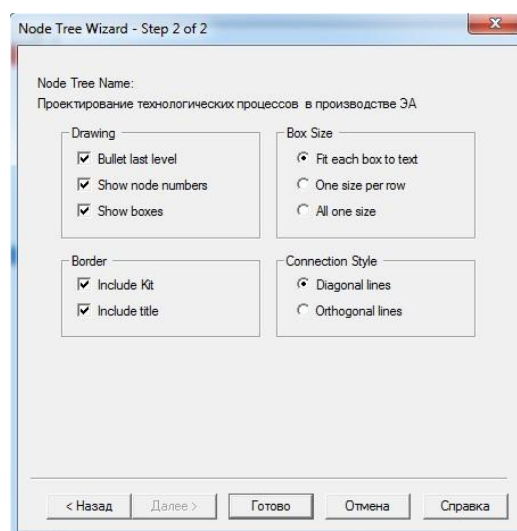 Node Tree Wizard - Step 2 of 2
Node Tree Name:
Проектирование технологических процессов в производстве ЭА
Drawing
Bullet last level
Show node numbers
Show boxes
Box Size
Fit each box to text
One size per row
All one size
Border
Include Kit
Include title
Connection Style
Diagonal lines
Orthogonal lines
< Назад
Далее >
Готово
Отмена
Справка